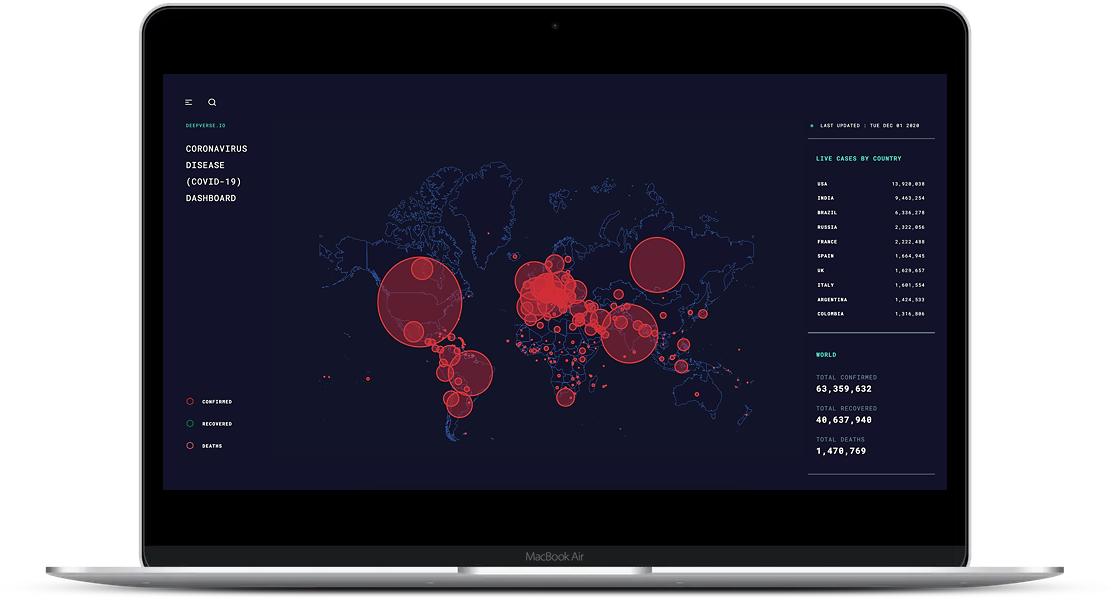 DEEPVERSE.IO
CORONAVIRUS
DISEASE
(COVID-19)
DASHBOARD
CONFIRMED
RECOVERED
DEATHS
LAST UPDATED : TUE DEC 01 2020
LIVE CASES BY COUNTRY
USA 13,920,038
INDIA 9,463,254
BRAZIL 6,336,278
RUSSIA 2,322,056
FRANCE 2,222,488
SPAIN 1,664,945
UK 1,629,657
ITALY 1,601,554
ARGENTINA 1,424,533
COLOMBIA 1,316,806
WORLD
TOTAL CONFIRMED
63,359,632
TOTAL RECOVERED
40,637,940
TOTAL DEATHS
1,470,769
MacBook Air